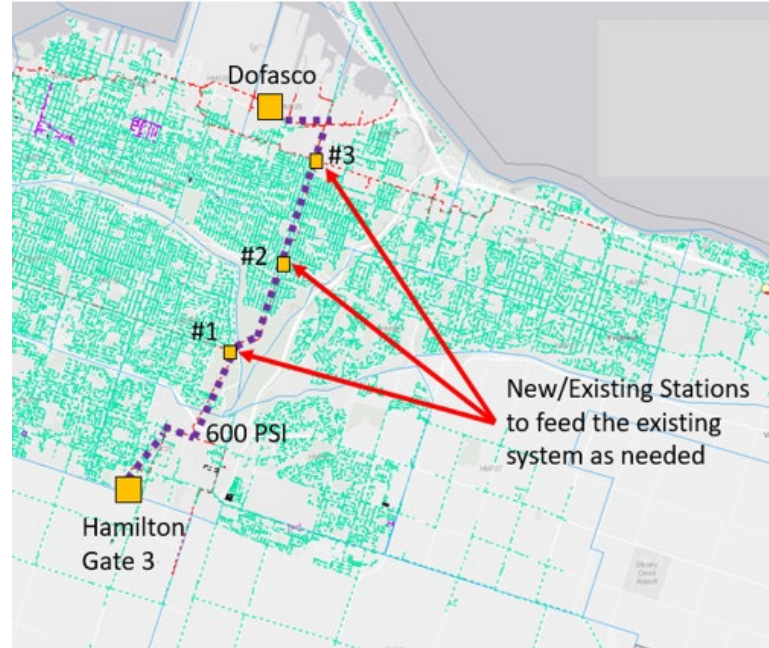 Dofasco
#3
#2
#1
New/Existing Stations
to feed the existing
system as needed
600 PSI
Hamilton
Gate 3